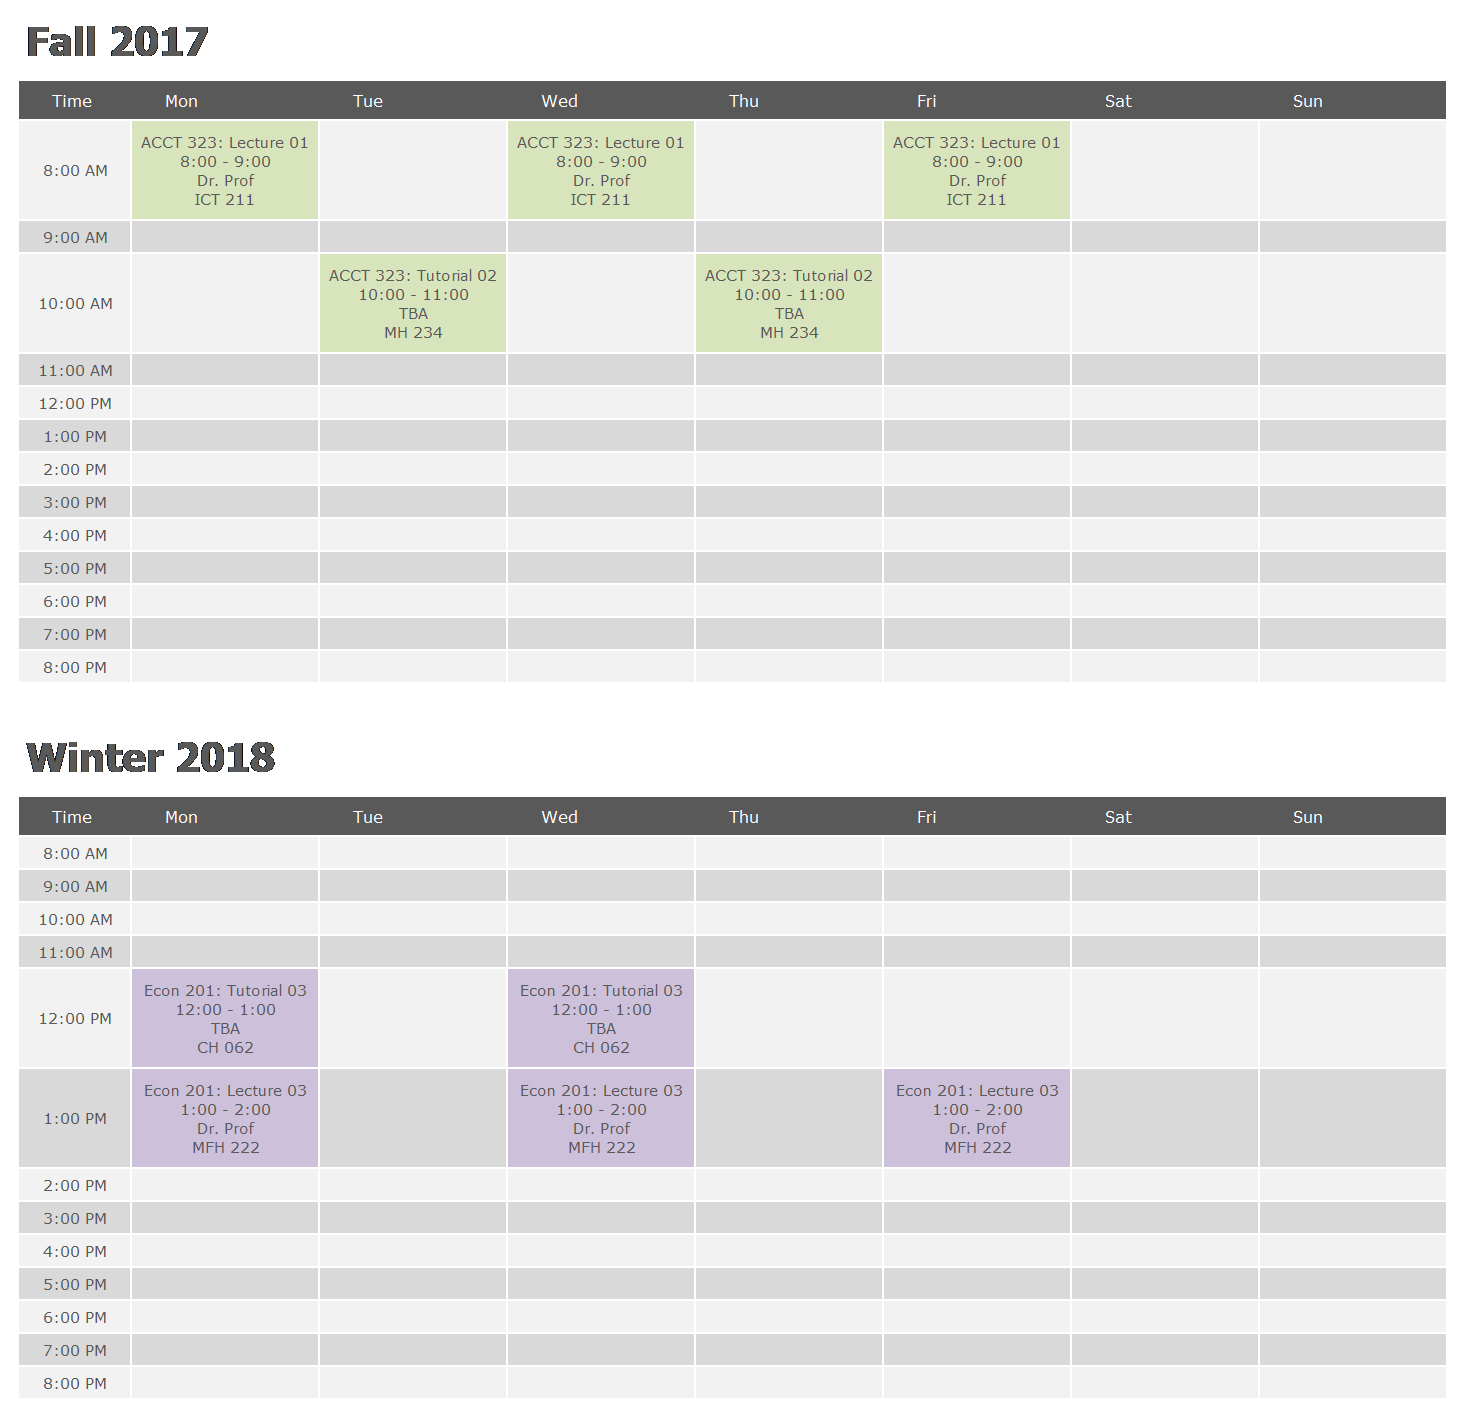 Fall 2017
Time Mon Tue Wed Thu Fri Sat Sun
8:00 AM
ACCT 323: Lecture 01
8:00 - 9:00
Dr. Prof
ICT 211
ACCT 323: Lecture 01
8:00 - 9:00
Dr. Prof
ICT 211
ACCT 323: Lecture 01
8:00 - 9:00
Dr. Prof
ICT 211
9:00 AM
10:00 AM
ACCT 323: Tutorial 02
10:00 - 11:00
TBA
MH 234
ACCT 323: Tutorial 02
10:00 - 11:00
TBA
MH 234
11:00 AM
12:00 PM
1:00 PM
2:00 PM
3:00 PM
4:00 PM
5:00 PM
6:00 PM
7:00 PM
8:00 PM
Winter 2018
Time Mon Tue Wed Thu Fri Sat Sun
8:00 AM
9:00 AM
10:00 AM
11:00 AM
12:00 PM
Econ 201: Tutorial 03
12:00 - 1:00
TBA
CH 062
Econ 201: Tutorial 03
12:00 - 1:00
TBA
CH 062
1:00 PM
Econ 201: Lecture 03
1:00 - 2:00
Dr. Prof
MFH 222
Econ 201: Lecture 03
1:00 - 2:00
Dr. Prof
MFH 222
Econ 201: Lecture 03
1:00 - 2:00
Dr. Prof
MFH 222
2:00 PM
3:00 PM
4:00 PM
5:00 PM
6:00 PM
7:00 PM
8:00 PM